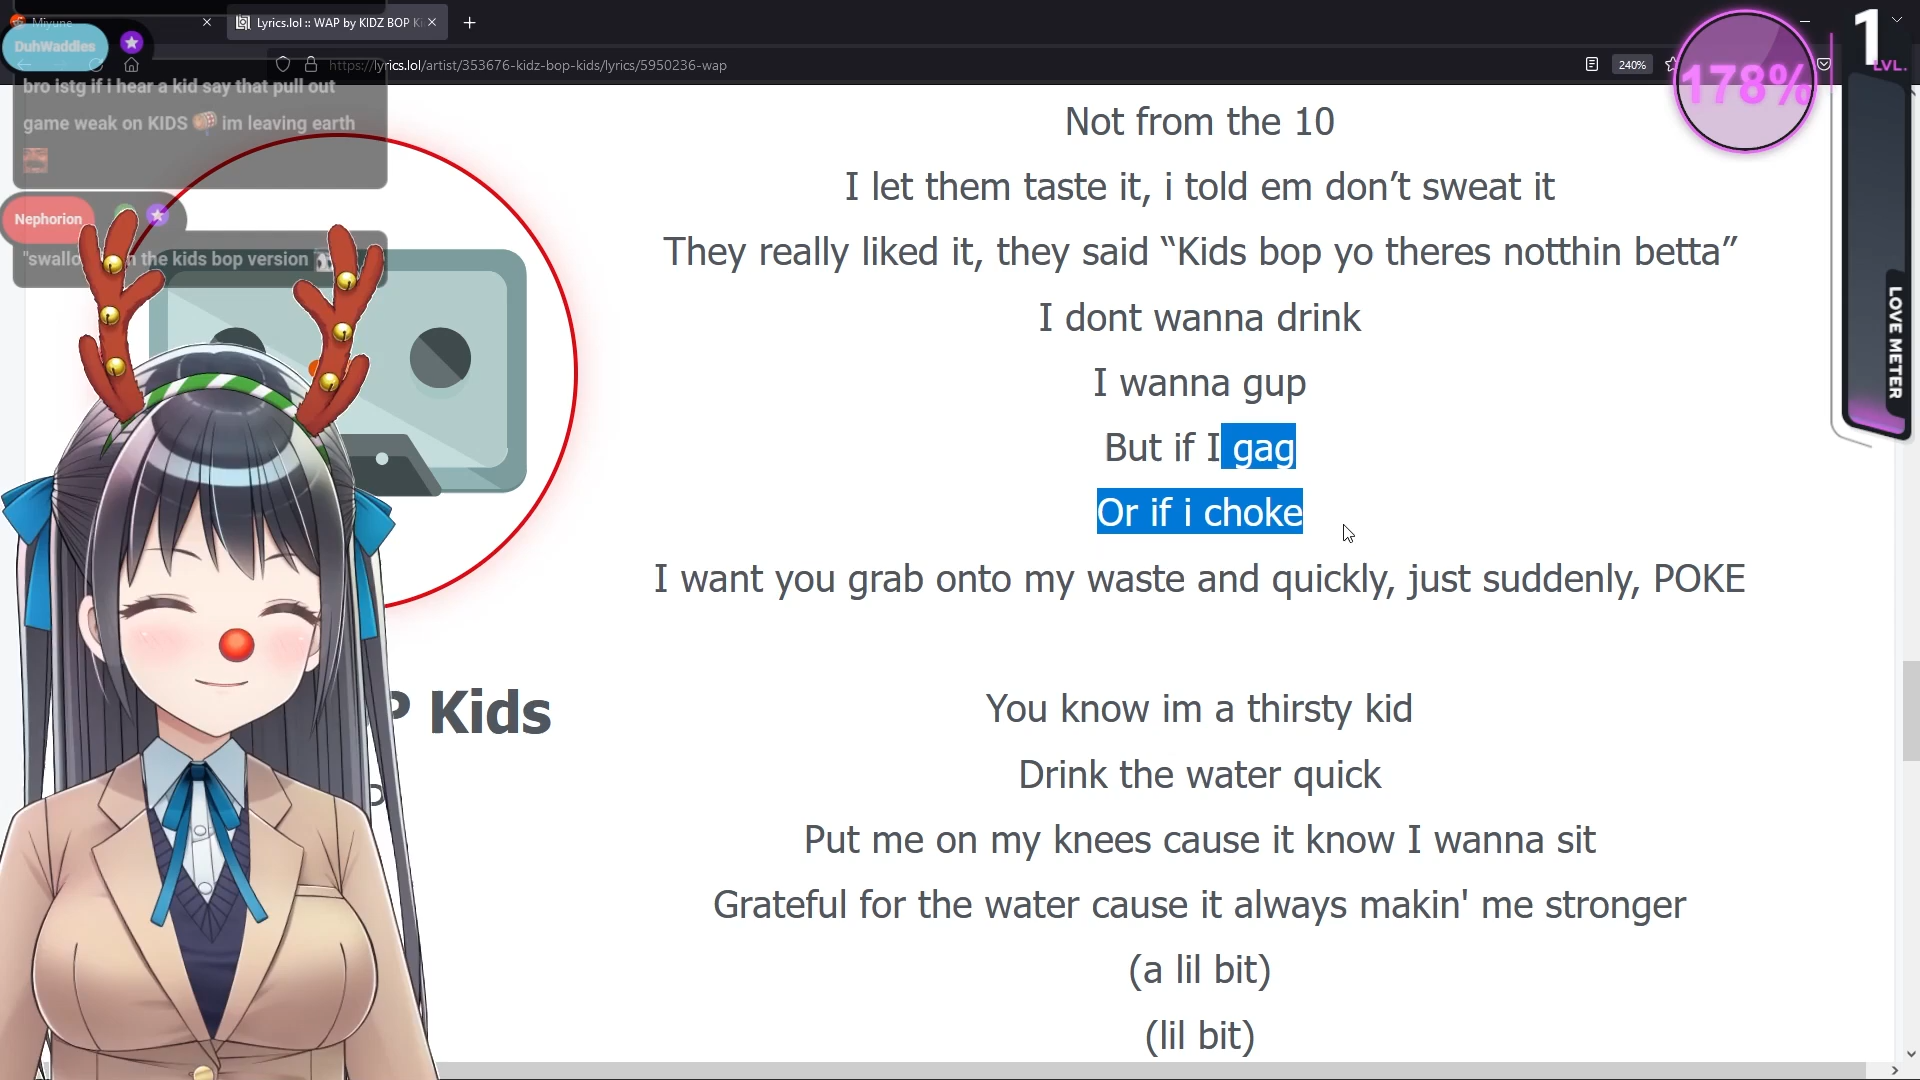 Miyune
Lyrics.lol :: WAP by KIDZ BOP Ki
https://lyrics.lol/artist/353676-kidz-bop-kids/lyrics/5950236-wap
240%
DuhWaddles
bro istg if i hear a kid say that pull out
game weak on KIDS im leaving earth
Nephorion
"swallo n the kids bop version
178%
1
LVL.
LOVE METER
Not from the 10
I let them taste it, i told em don’t sweat it
They really liked it, they said “Kids bop yo theres notthin betta”
I dont wanna drink
I wanna gup
But if I gag
Or if i choke
I want you grab onto my waste and quickly, just suddenly, POKE
You know im a thirsty kid
Drink the water quick
Put me on my knees cause it know I wanna sit
Grateful for the water cause it always makin' me stronger
(a lil bit)
(lil bit)
P Kids